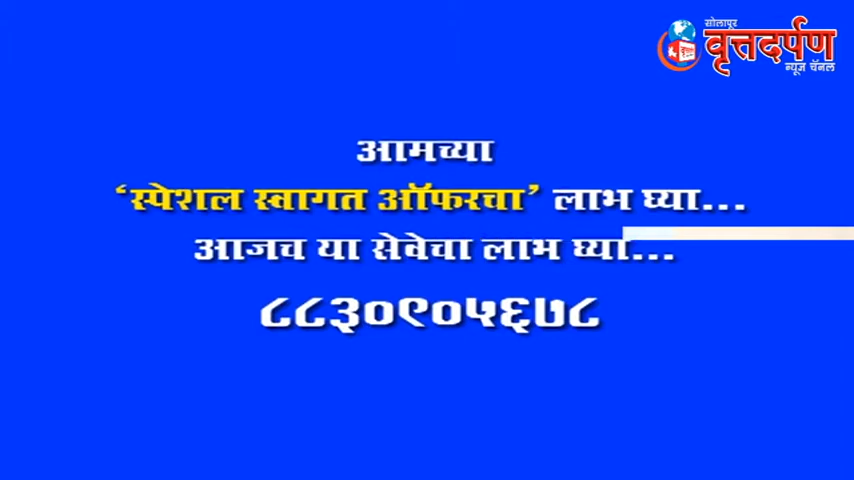 सोलापूर
वृत्तदर्पण
न्यूज चॅनल
आमच्या
‘स्पेशल स्वागत ऑफरचा’ लाभ घ्या...
आजच या सेवेचा लाभ घ्या...
८८३०९०५६७८